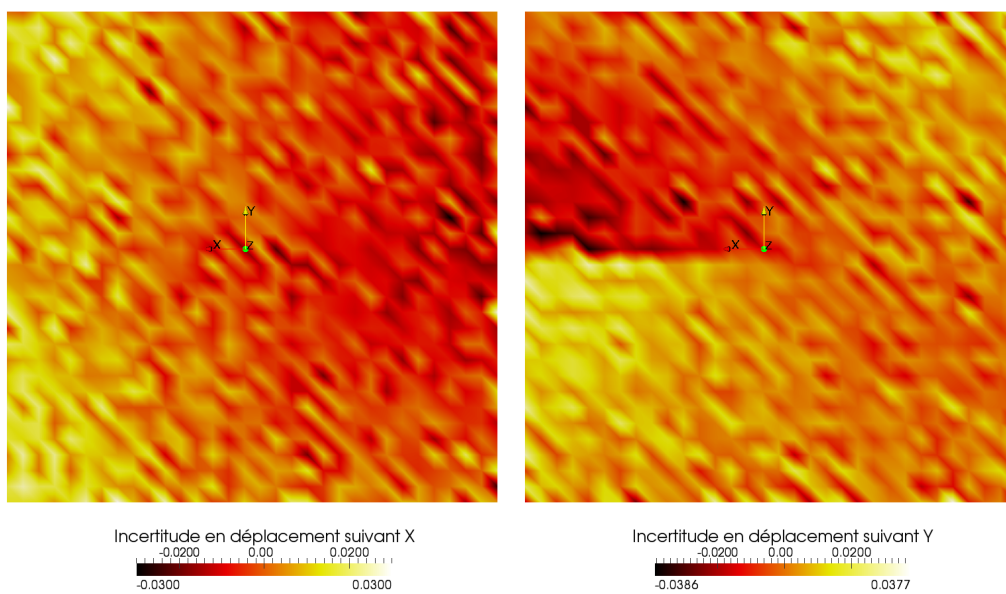 Y
X
Z
Y
X
Z
Incertitude en déplacement suivant X
-0.0200 0.00 0.0200
-0.0300 0.0300
Incertitude en déplacement suivant Y
-0.0200 0.00 0.0200
-0.0386 0.0377